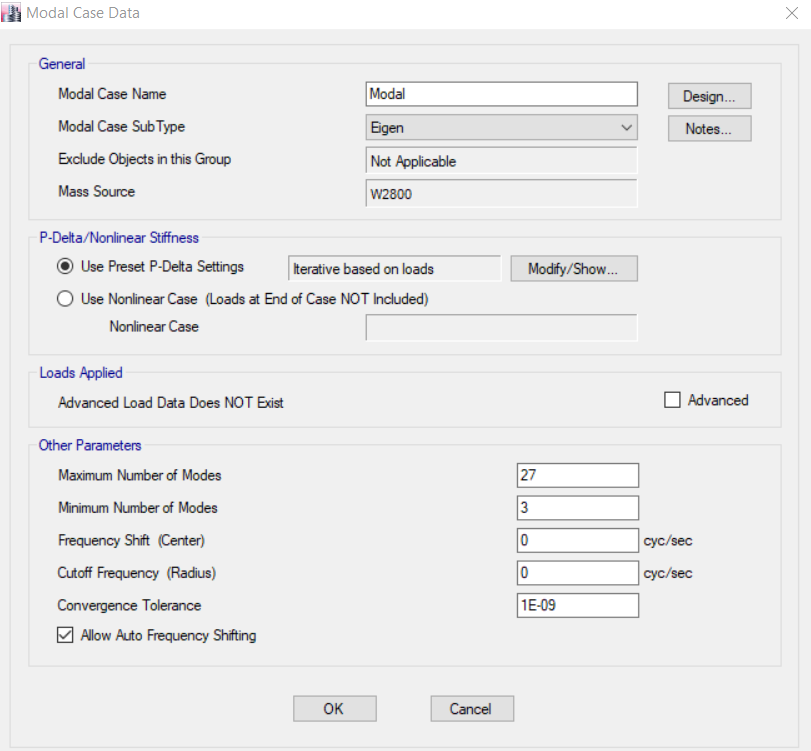 Modal Case Data
General
Modal Case Name Modal Design...
Modal Case SubType Eigen Notes...
Exclude Objects in this Group Not Applicable
Mass Source W2800
P-Delta/Nonlinear Stiffness
Use Preset P-Delta Settings Iterative based on loads Modify/Show...
Use Nonlinear Case (Loads at End of Case NOT Included)
Nonlinear Case
Loads Applied
Advanced Load Data Does NOT Exist Advanced
Other Parameters
Maximum Number of Modes 27
Minimum Number of Modes 3
Frequency Shift (Center) 0 cyc/sec
Cutoff Frequency (Radius) 0 cyc/sec
Convergence Tolerance 1E-09
Allow Auto Frequency Shifting
OK Cancel